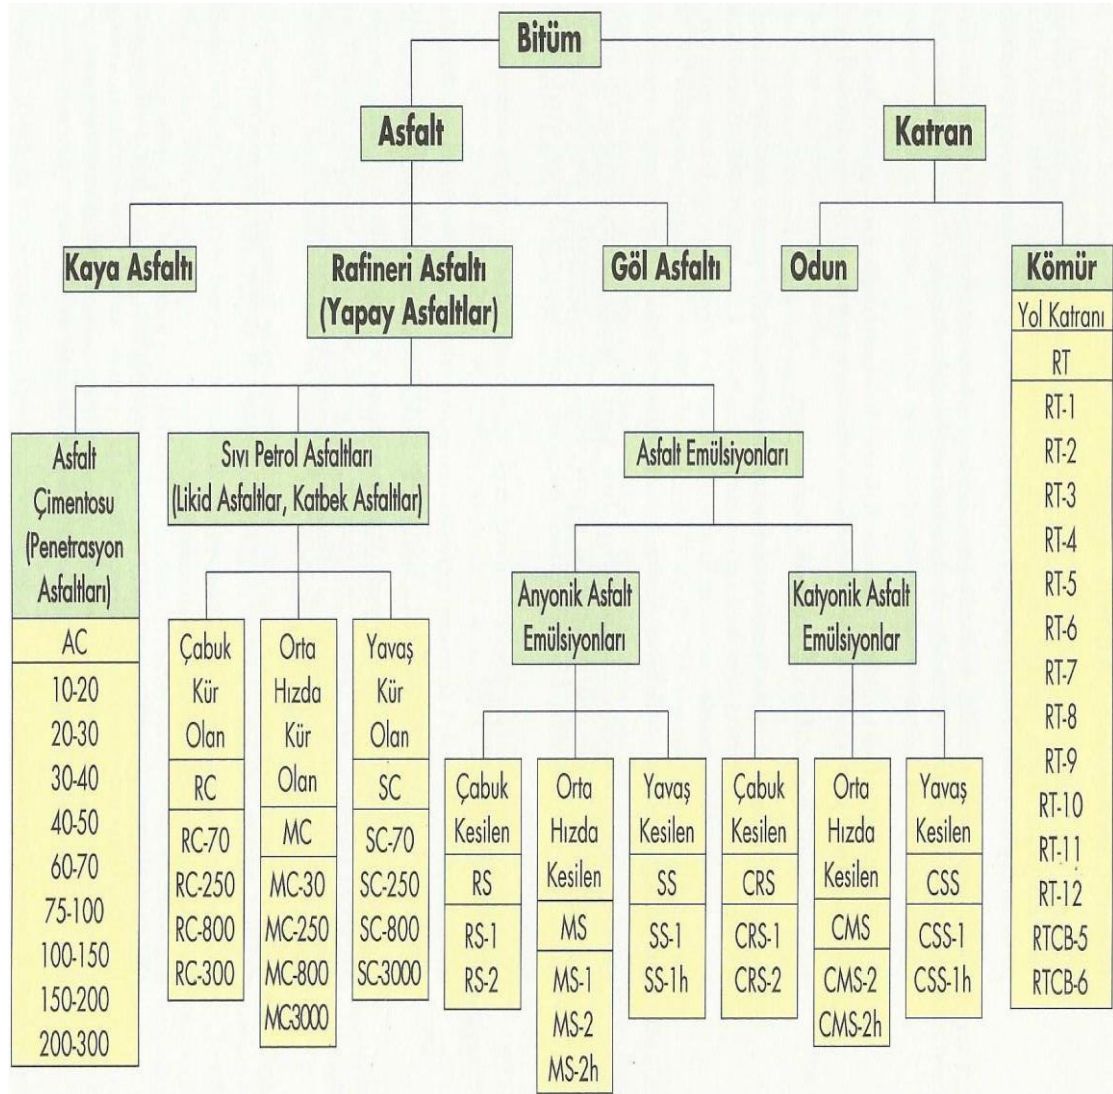 Bitüm
Asfalt
Katran
Kaya Asfaltı
Rafineri Asfaltı
(Yapay Asfaltlar)
Göl Asfaltı
Odun
Kömür
Yol Katranı
RT
RT-1
RT-2
RT-3
RT-4
RT-5
RT-6
RT-7
RT-8
RT-9
RT-10
RT-11
RT-12
RTCB-5
RTCB-6
Asfalt
Çimentosu
(Penetrasyon
Asfaltları)
AC
10-20
20-30
30-40
40-50
60-70
75-100
100-150
150-200
200-300
Sıvı Petrol Asfaltları
(Likid Asfaltlar, Katbek Asfaltlar)
Çabuk
Kür
Olan
RC
RC-70
RC-250
RC-800
RC-300
Orta
Hızda
Kür
Olan
MC
MC-30
MC-250
MC-800
MC3000
Yavaş
Kür
Olan
SC
SC-70
SC-250
SC-800
SC-3000
Asfalt Emülsiyonları
Anyonik Asfalt
Emülsiyonları
Çabuk
Kesilen
RS
RS-1
RS-2
Orta
Hızda
Kesilen
MS
MS-1
MS-2
MS-2h
Yavaş
Kesilen
SS
SS-1
SS-1h
Katyonik Asfalt
Emülsiyonlar
Çabuk
Kesilen
CRS
CRS-1
CRS-2
Orta
Hızda
Kesilen
CMS
CMS-2
CMS-2h
Yavaş
Kesilen
CSS
CSS-1
CSS-1h